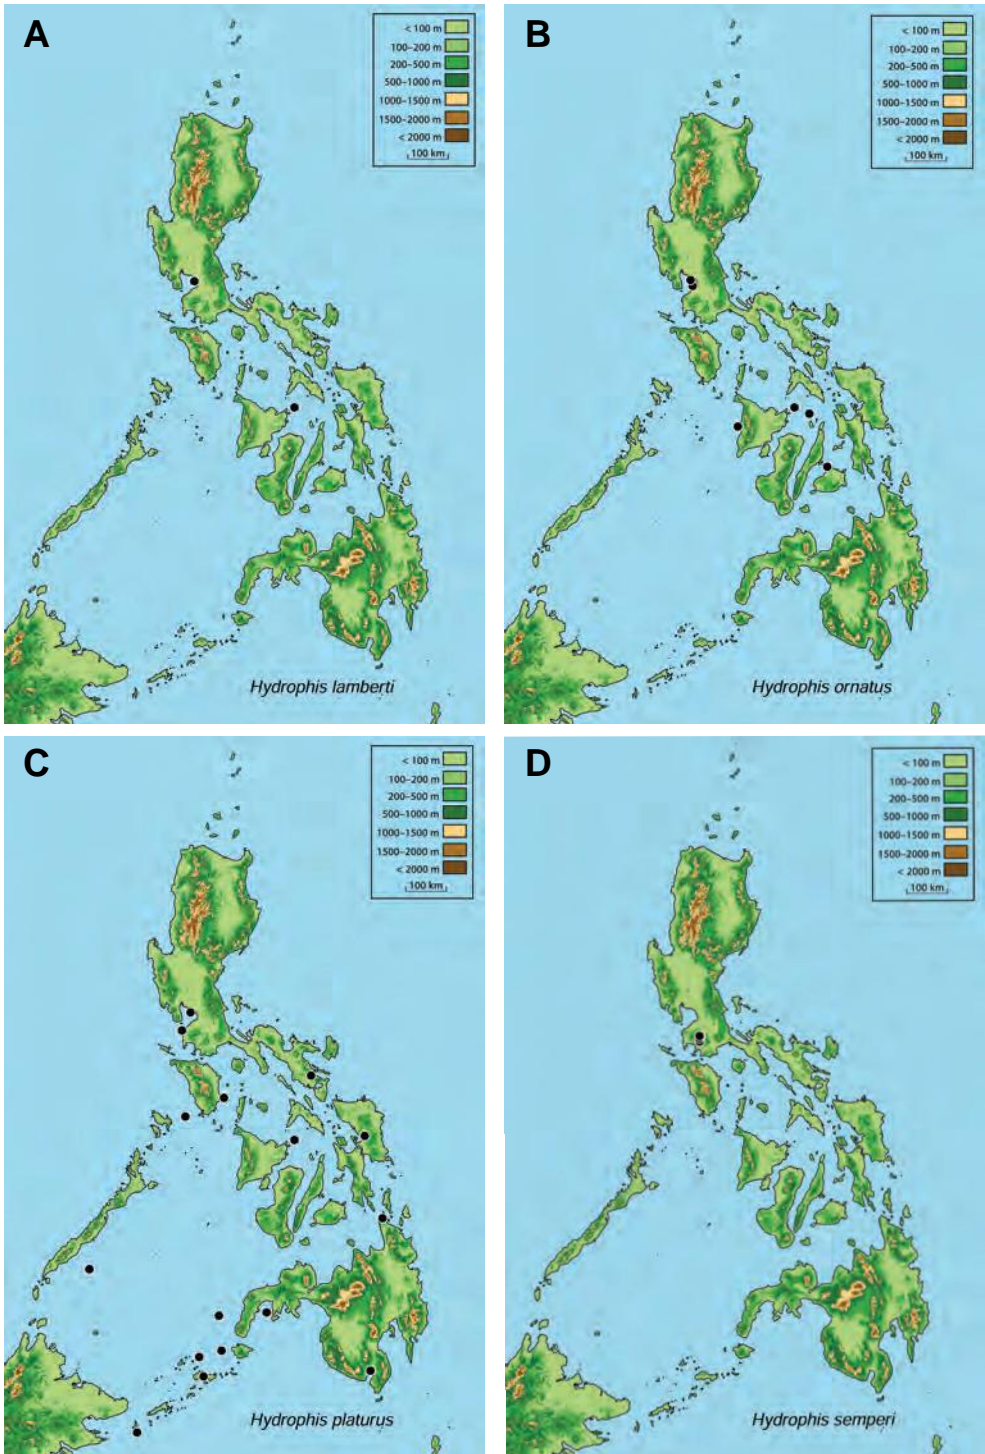 A
< 100 m
100–200 m
200–500 m
500–1000 m
1000–1500 m
1500–2000 m
< 2000 m
100 km
Hydrophis lamberti
B
< 100 m
100–200 m
200–500 m
500–1000 m
1000–1500 m
1500–2000 m
< 2000 m
100 km
Hydrophis ornatus
C
< 100 m
100–200 m
200–500 m
500–1000 m
1000–1500 m
1500–2000 m
< 2000 m
100 km
Hydrophis platurus
D
< 100 m
100–200 m
200–500 m
500–1000 m
1000–1500 m
1500–2000 m
< 2000 m
100 km
Hydrophis semperi